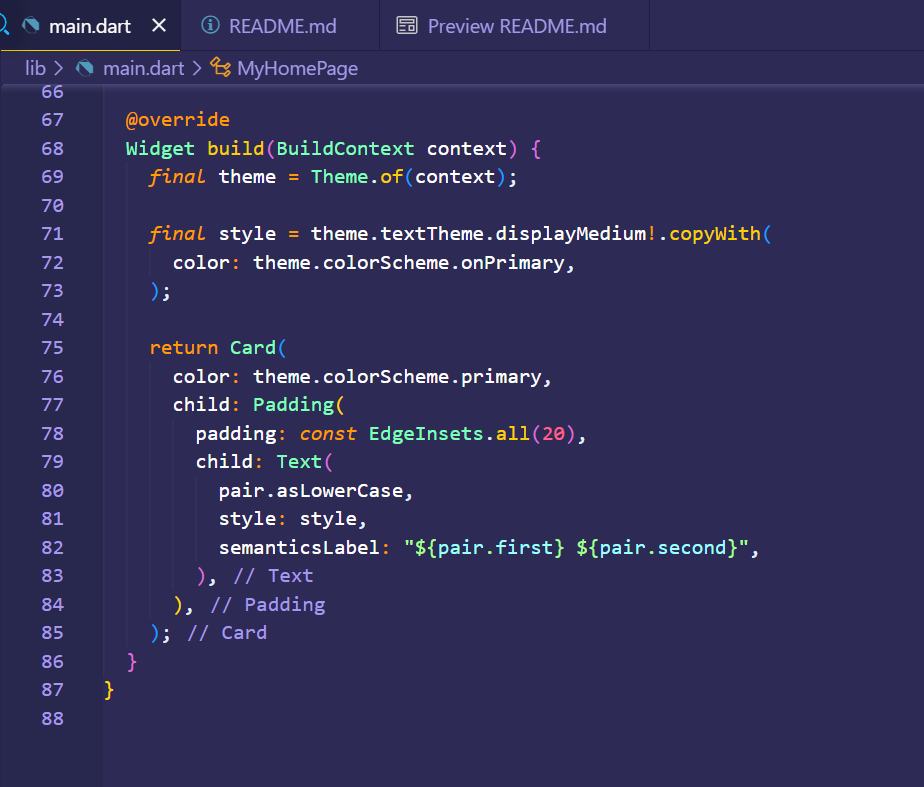 main.dart README.md Preview README.md
lib main.dart MyHomePage
66
67 @override
68 Widget build(BuildContext context) {
69 final theme = Theme.of(context);
70
71 final style = theme.textTheme.displayMedium!.copyWith(
72 color: theme.colorScheme.onPrimary,
73 );
74
75 return Card(
76 color: theme.colorScheme.primary,
77 child: Padding(
78 padding: const EdgeInsets.all(20),
79 child: Text(
80 pair.asLowerCase,
81 style: style,
82 semanticsLabel: "${pair.first} ${pair.second}",
83 ), // Text
84 ), // Padding
85 ); // Card
86 }
87 }
88